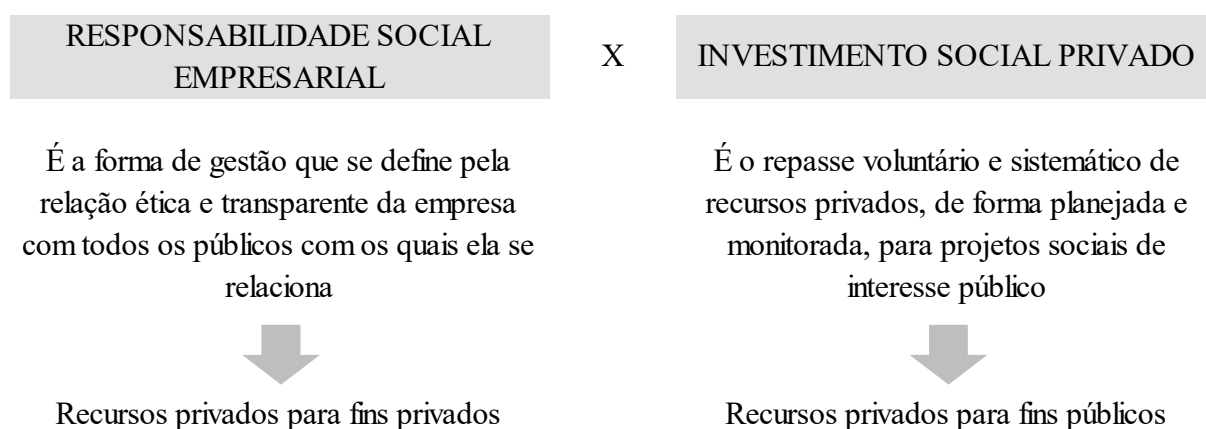 RESPONSABILIDADE SOCIAL
EMPRESARIAL
X
INVESTIMENTO SOCIAL PRIVADO
É a forma de gestão que se define pela
relação ética e transparente da empresa
com todos os públicos com os quais ela se
relaciona
É o repasse voluntário e sistemático de
recursos privados, de forma planejada e
monitorada, para projetos sociais de
interesse público
Recursos privados para fins privados
Recursos privados para fins públicos